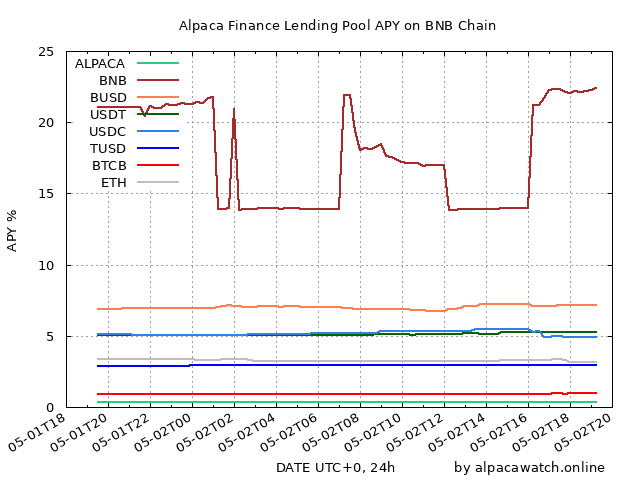 Alpaca Finance Lending Pool APY on BNB Chain
25
20
15
10
5
0
APY %
ALPACA
BNB
BUSD
USDT
USDC
TUSD
BTCB
ETH
05-01T18
05-01T20
05-01T22
05-02T00
05-02T02
05-02T04
05-02T06
05-02T08
05-02T10
05-02T12
05-02T14
05-02T16
05-02T18
05-02T20
DATE UTC+0, 24h
by alpacawatch.online